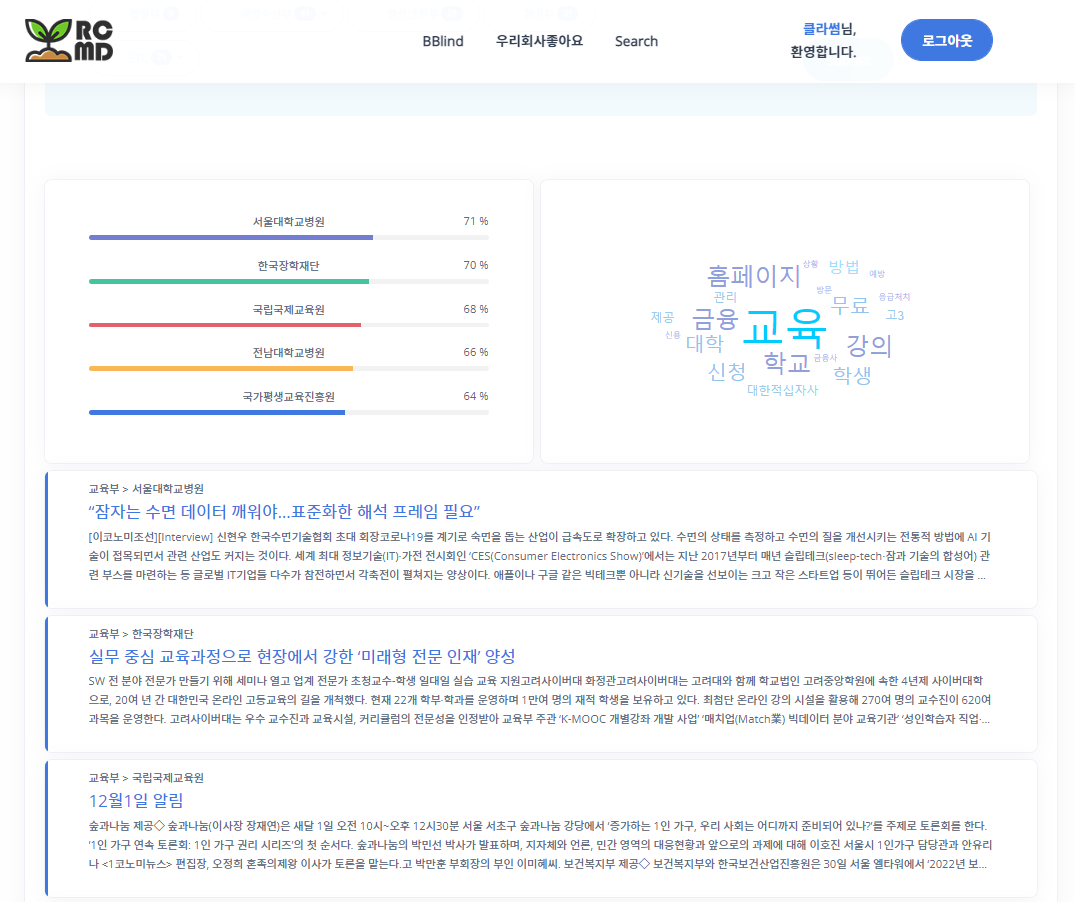 RC
MD
BBlind
우리회사좋아요
Search
클라썸님,
환영합니다.
로그아웃
서울대학교병원 71 %
한국장학재단 70 %
국립국제교육원 68 %
전남대학교병원 66 %
국가평생교육진흥원 64 %
상황
방법
예방
홈페이지
관리
방문
응급처치
무료
고3
제공
금융
교육
신용
대학
강의
학교
금융사
신청
학생
대한적십자사
교육부 > 서울대학교병원
“잠자는 수면 데이터 깨워야…표준화한 해석 프레임 필요”
[이코노미조선][Interview] 신현우 한국수면기술협회 초대 회장코로나19를 계기로 숙면을 돕는 산업이 급속도로 확장하고 있다. 수면의 상태를 측정하고 수면의 질을 개선시키는 전통적 방법에 AI 기
술이 접목되면서 관련 산업도 커지는 것이다. 세계 최대 정보기술(IT)·가전 전시회인 ‘CES(Consumer Electronics Show)’에서는 지난 2017년부터 매년 슬립테크(sleep-tech·잠과 기술의 합성어) 관
련 부스를 마련하는 등 글로벌 IT기업들 다수가 참전하면서 각축전이 펼쳐지는 양상이다. 애플이나 구글 같은 빅테크뿐 아니라 신기술을 선보이는 크고 작은 스타트업 등이 뛰어든 슬립테크 시장을 ...
교육부 > 한국장학재단
실무 중심 교육과정으로 현장에서 강한 ‘미래형 전문 인재’ 양성
SW 전 분야 전문가 만들기 위해 세미나 열고 업계 전문가 초청교수-학생 일대일 실습 교육 지원고려사이버대 화정관고려사이버대는 고려대와 함께 학교법인 고려중앙학원에 속한 4년제 사이버대학
으로, 20여 년 간 대한민국 온라인 고등교육의 길을 개척했다. 현재 22개 학부·학과를 운영하며 1만여 명의 재적 학생을 보유하고 있다. 최첨단 온라인 강의 시설을 활용해 270여 명의 교수진이 620여
과목을 운영한다. 고려사이버대는 우수 교수진과 교육시설, 커리큘럼의 전문성을 인정받아 교육부 주관 ‘K-MOOC 개별강좌 개발 사업’ ‘매치업(Match業) 빅데이터 분야 교육기관’ ‘성인학습자 직업·...
교육부 > 국립국제교육원
12월1일 알림
숲과나눔 제공◇ 숲과나눔(이사장 장재연)은 새달 1일 오전 10시~오후 12시30분 서울 서초구 숲과나눔 강당에서 ‘증가하는 1인 가구, 우리 사회는 어디까지 준비되어 있나?’를 주제로 토론회를 한다.
‘1인 가구 연속 토론회: 1인 가구 권리 시리즈’의 첫 순서다. 숲과나눔의 박민선 박사가 발표하며, 지자체와 언론, 민간 영역의 대응현황과 앞으로의 과제에 대해 이호진 서울시 1인가구 담당관과 안유리
나 <1코노미뉴스> 편집장, 오정희 혼족의제왕 이사가 토론을 맡는다.고 박만훈 부회장의 부인 이미혜씨. 보건복지부 제공◇ 보건복지부와 한국보건산업진흥원은 30일 서울 엘타워에서 ‘2022년 보...